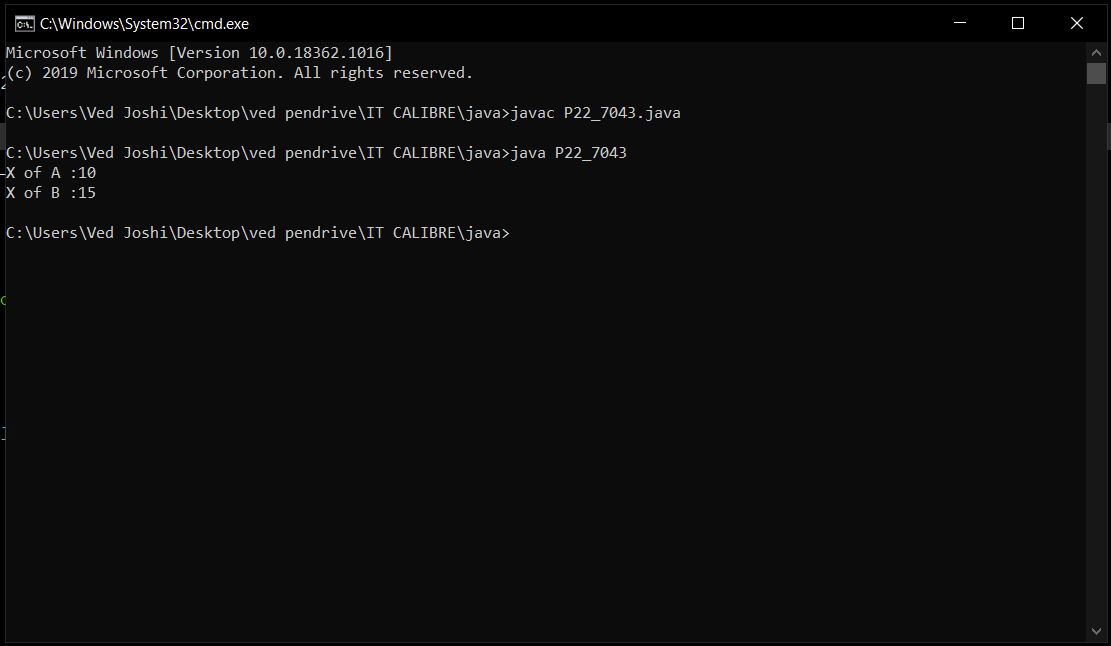 C:\Windows\System32\cmd.exe
Microsoft Windows [Version 10.0.18362.1016]
(c) 2019 Microsoft Corporation. All rights reserved.
C:\Users\Ved Joshi\Desktop\ved pendrive\IT CALIBRE\java>javac P22_7043.java
C:\Users\Ved Joshi\Desktop\ved pendrive\IT CALIBRE\java>java P22_7043
X of A :10
X of B :15
C:\Users\Ved Joshi\Desktop\ved pendrive\IT CALIBRE\java>